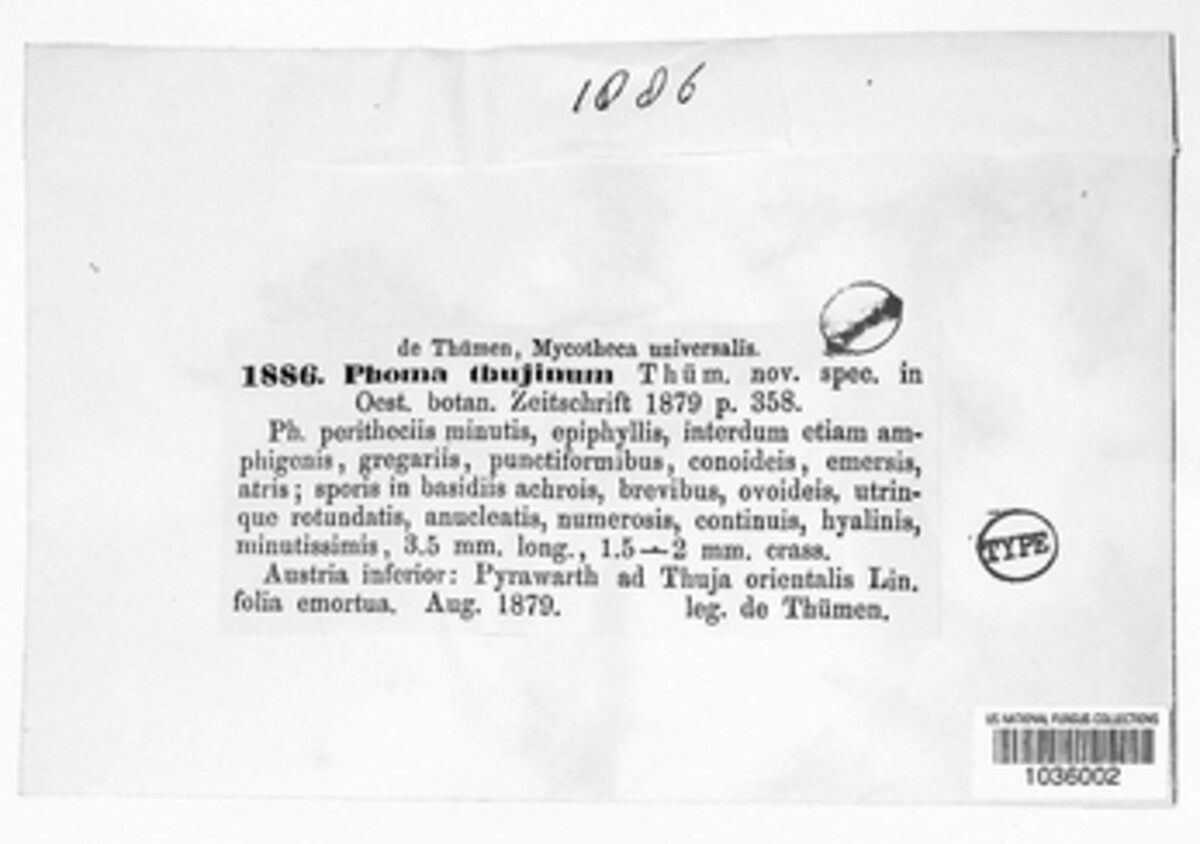 1886
de Thümen, Mycotheca universalis.
1886. Phoma thujinum Thüm. nov. spec. in
Oest. botan. Zeitschrift 1879 p. 358.
Ph. peritheciis minutis, epiphyllis, interdum etiam am-
phigenis, gregariis, punctiformibus, conoideis, emersis,
atris; sporis in basidiis achrois, brevibus, ovoideis, utrin-
que rotundatis, anucleatis, numerosis, continuis, hyalinis,
minutissimis, 3.5 mm. long., 1.5—2 mm. crass.
Austria inferior: Pyrawarth ad Thuja orientalis Lin.
folia emortua. Aug. 1879. leg. de Thümen.
TYPE
US NATIONAL FUNGUS COLLECTIONS
1036002